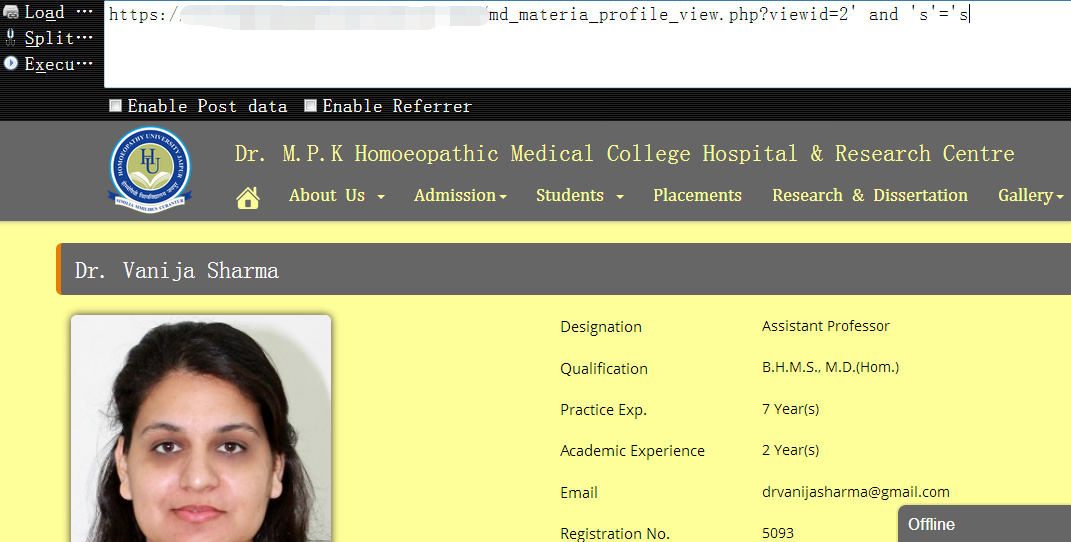 Load ···
https:/ /md_materia_profile_view.php?viewid=2' and 's'='s
Split···
Execu···
Enable Post data Enable Referrer
HOMOEOPATHY UNIVERSITY JAIPUR
HU
SIMILIA SIMILIBUS CURANTUR
Dr. M.P.K Homoeopathic Medical College Hospital & Research Centre
About Us Admission Students Placements Research & Dissertation Gallery
Dr. Vanija Sharma
Designation Assistant Professor
Qualification B.H.M.S., M.D.(Hom.)
Practice Exp. 7 Year(s)
Academic Experience 2 Year(s)
Email drvanijasharma@gmail.com
Registration No. 5093
Offline